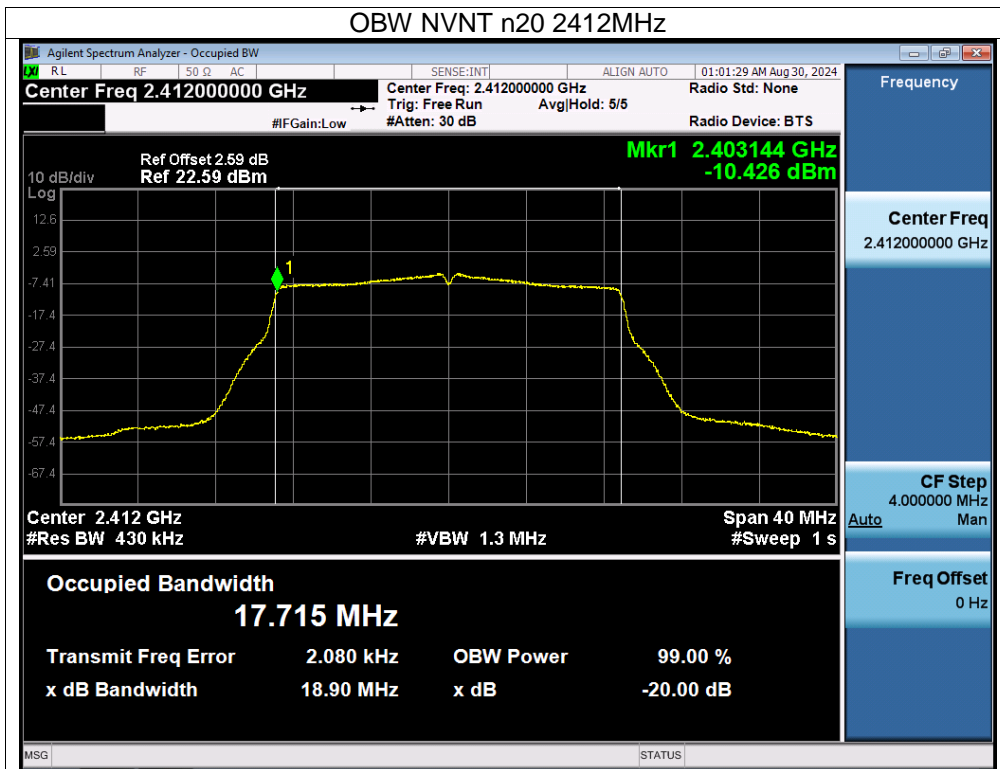 OBW NVNT n20 2412MHz
Agilent Spectrum Analyzer - Occupied BW
LXI RL RF 50 Ω AC SENSE:INT ALIGN AUTO 01:01:29 AM Aug 30, 2024
Center Freq 2.412000000 GHz Center Freq: 2.412000000 GHz Radio Std: None
Trig: Free Run Avg|Hold: 5/5
#IFGain:Low #Atten: 30 dB Radio Device: BTS
Frequency
Mkr1 2.403144 GHz
-10.426 dBm
Ref Offset 2.59 dB
10 dB/div Ref 22.59 dBm
Log
12.6
2.59
-7.41
-17.4
-27.4
-37.4
-47.4
-57.4
-67.4
1
Center 2.412 GHz Span 40 MHz
#Res BW 430 kHz #VBW 1.3 MHz #Sweep 1 s
Center Freq
2.412000000 GHz
CF Step
4.000000 MHz
Auto Man
Freq Offset
0 Hz
Occupied Bandwidth
17.715 MHz
Transmit Freq Error 2.080 kHz OBW Power 99.00 %
x dB Bandwidth 18.90 MHz x dB -20.00 dB
MSG STATUS